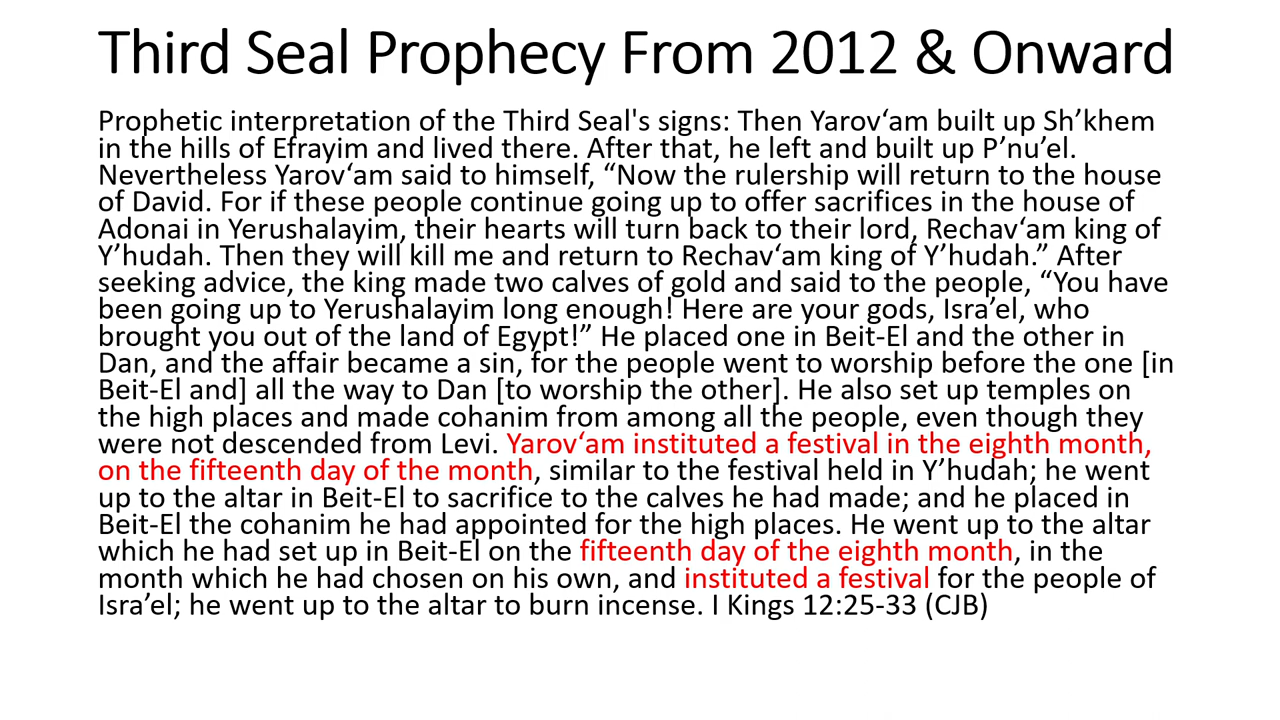 Third Seal Prophecy From 2012 & Onward
Prophetic interpretation of the Third Seal's signs: Then Yarov‘am built up Sh’khem
in the hills of Efrayim and lived there. After that, he left and built up P’nu’el.
Nevertheless Yarov‘am said to himself, “Now the rulership will return to the house
of David. For if these people continue going up to offer sacrifices in the house of
Adonai in Yerushalayim, their hearts will turn back to their lord, Rechav‘am king of
Y’hudah. Then they will kill me and return to Rechav‘am king of Y’hudah.” After
seeking advice, the king made two calves of gold and said to the people, “You have
been going up to Yerushalayim long enough! Here are your gods, Isra’el, who
brought you out of the land of Egypt!” He placed one in Beit-El and the other in
Dan, and the affair became a sin, for the people went to worship before the one [in
Beit-El and] all the way to Dan [to worship the other]. He also set up temples on
the high places and made cohanim from among all the people, even though they
were not descended from Levi. Yarov‘am instituted a festival in the eighth month,
on the fifteenth day of the month, similar to the festival held in Y’hudah; he went
up to the altar in Beit-El to sacrifice to the calves he had made; and he placed in
Beit-El the cohanim he had appointed for the high places. He went up to the altar
which he had set up in Beit-El on the fifteenth day of the eighth month, in the
month which he had chosen on his own, and instituted a festival for the people of
Isra’el; he went up to the altar to burn incense. I Kings 12:25-33 (CJB)